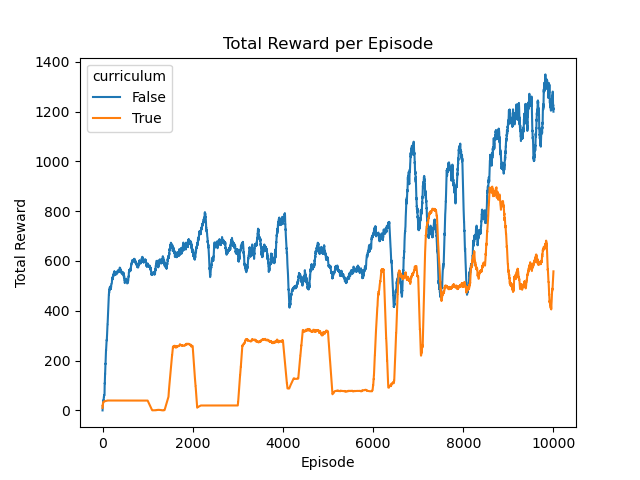 Total Reward per Episode
curriculum
False
True
Total Reward
1400
1200
1000
800
600
400
200
0
0 2000 4000 6000 8000 10000
Episode